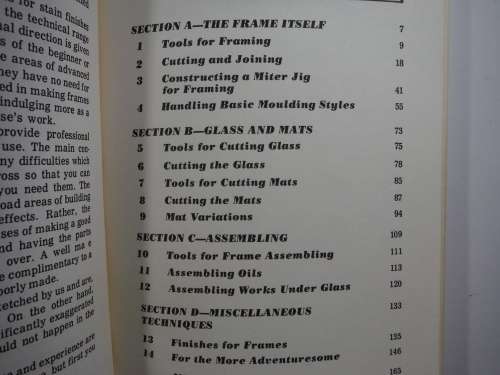 for stain finishes
the technical range
al direction is given
s of the beginner or
e areas of advanced
hey have no need for
ed in making frames
indulging more as a
se's work.
provide professional
use. The main con-
ny difficulties which
ross so that you can
you need them. The
oad areas of building
effects. Rather, the
ses of making a good
nd having the parts
over. A well ma e
e complimentary to a
oorly made.
etched by us and are,
On the other hand,
ificantly exaggerated
ould not happen in the
e and experience are
, but first you
SECTION A—THE FRAME ITSELF 7
1 Tools for Framing 9
2 Cutting and Joining 18
3 Constructing a Miter Jig
for Framing 41
4 Handling Basic Moulding Styles 55
SECTION B—GLASS AND MATS 73
5 Tools for Cutting Glass 75
6 Cutting the Glass 78
7 Tools for Cutting Mats 85
8 Cutting the Mats 87
9 Mat Variations 94
SECTION C—ASSEMBLING 109
10 Tools for Frame Assembling 111
11 Assembling Oils 113
12 Assembling Works Under Glass 120
SECTION D—MISCELLANEOUS 133
TECHNIQUES
13 Finishes for Frames 135
14 For the More Adventuresome 146
165